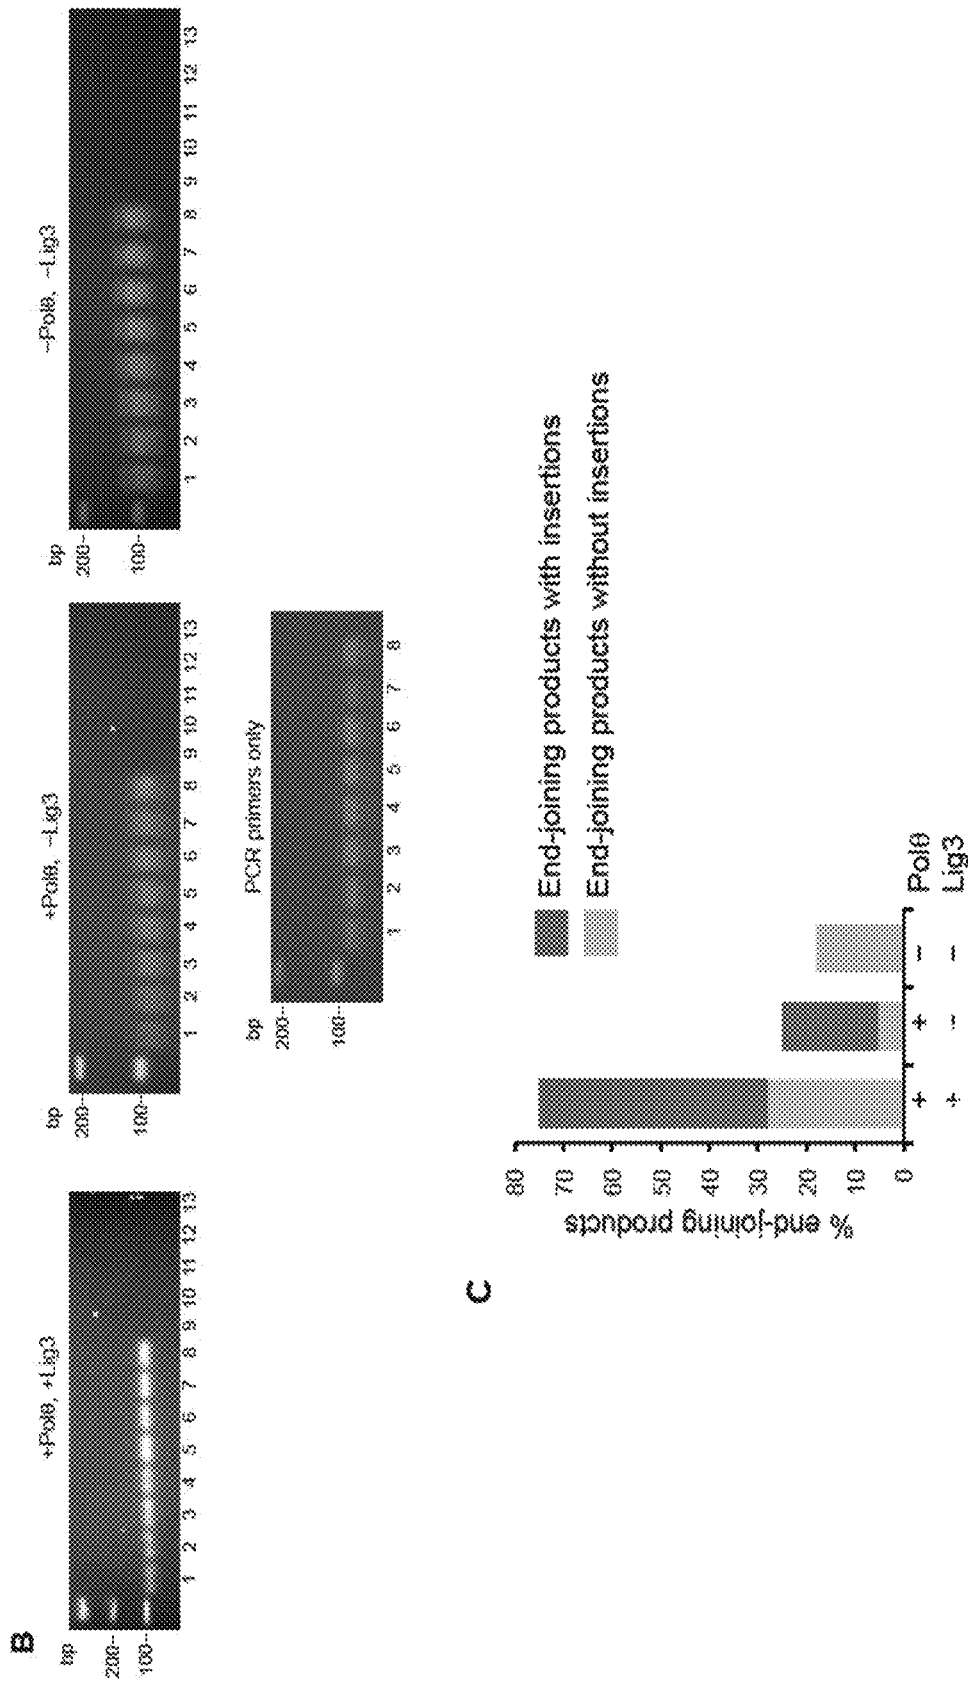 B
+Polθ, +Lig3
bp
200-
100-
1 2 3 4 5 6 7 8 9 10 11 12 13
+Polθ, -Lig3
bp
200-
100-
1 2 3 4 5 6 7 8 9 10 11 12 13
-Polθ, -Lig3
bp
200-
100-
1 2 3 4 5 6 7 8 9 10 11 12 13
PCR primers only
bp
200-
100-
1 2 3 4 5 6 7 8
C
% end-joining products
80
70
60
50
40
30
20
10
0
End-joining products with insertions
End-joining products without insertions
+ + − Polθ
+ − − Lig3